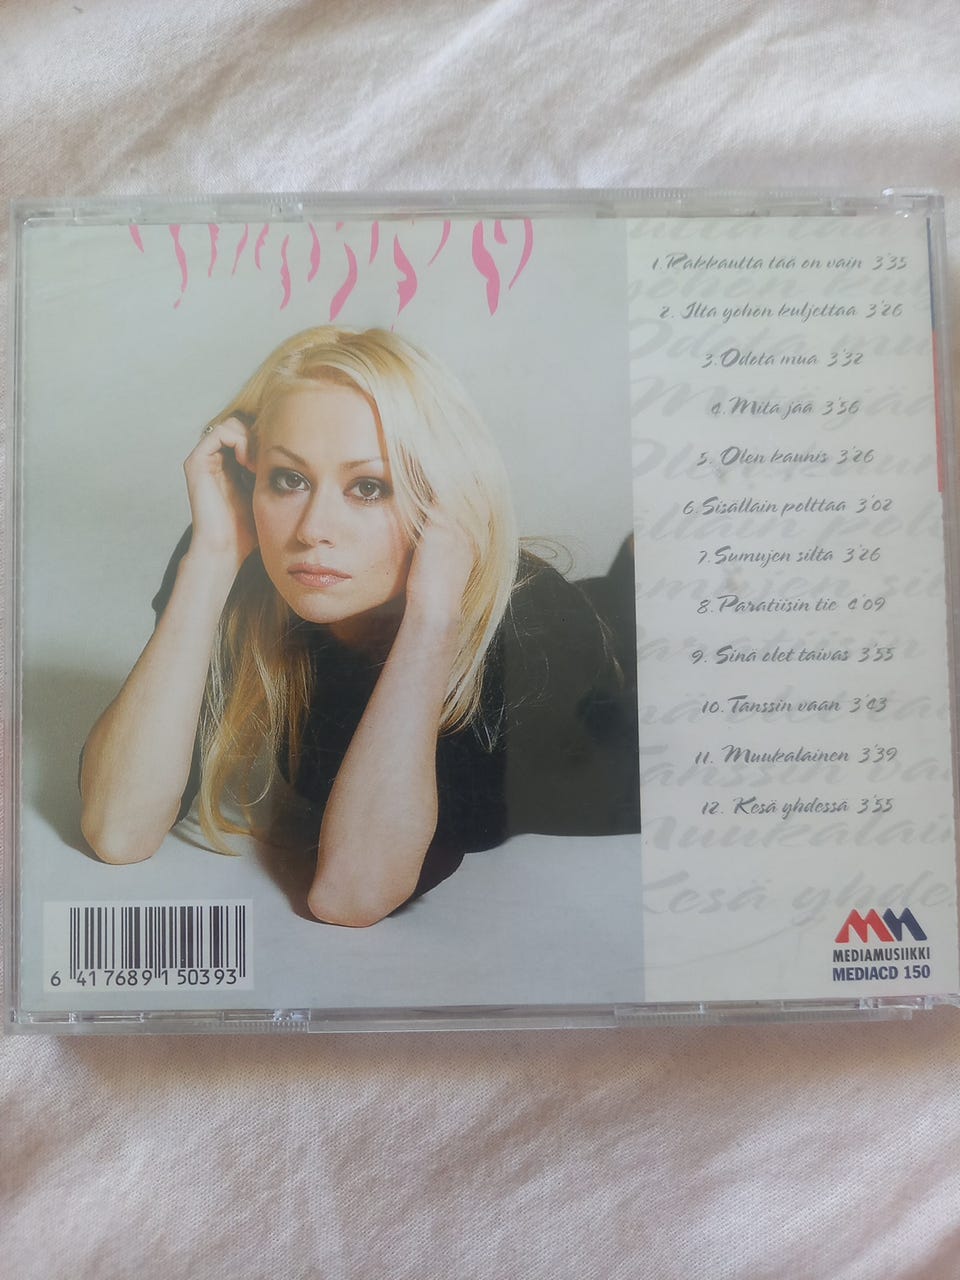 1. Rakkautta tää on vain 3'35
2. Ilta yöhön kuljettaa 3'26
3. Odota mua 3'32
4. Mitä jää 3'56
5. Olen kaunis 3'26
6. Sisälläin polttaa 3'02
7. Sumujen silta 3'26
8. Paratiisin tie 4'09
9. Sinä olet taivas 3'55
10. Tanssin vaan 3'43
11. Muukalainen 3'39
12. Kesä yhdessä 3'55
MEDIAMUSIIKKI
MEDIACD 150
6 417689 150393